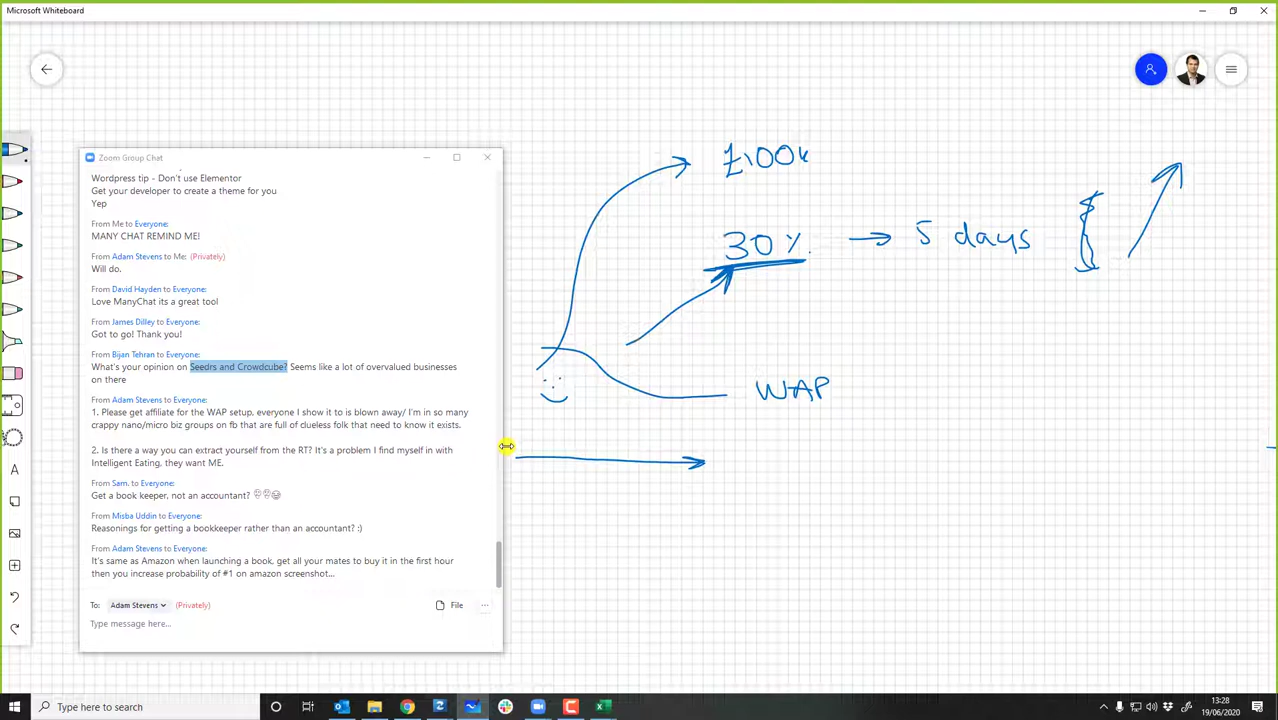 Microsoft Whiteboard
Zoom Group Chat
Wordpress tip - Don't use Elementor
Get your developer to create a theme for you
Yep
From Me to Everyone:
MANY CHAT REMIND ME!
From Adam Stevens to Me: (Privately)
Will do.
From David Hayden to Everyone:
Love ManyChat its a great tool
From James Dilley to Everyone:
Got to go! Thank you!
From Bijan Tehran to Everyone:
What's your opinion on Seedrs and Crowdcube? Seems like a lot of overvalued businesses
on there
From Adam Stevens to Everyone:
1. Please get affiliate for the WAP setup, everyone I show it to is blown away/ I'm in so many
crappy nano/micro biz groups on fb that are full of clueless folk that need to know it exists.
2. Is there a way you can extract yourself from the RT? It's a problem I find myself in with
Intelligent Eating, they want ME.
From Sam. to Everyone:
Get a book keeper, not an accountant?
From Misba Uddin to Everyone:
Reasonings for getting a bookkeeper rather than an accountant? :)
From Adam Stevens to Everyone:
It's same as Amazon when launching a book, get all your mates to buy it in the first hour
then you increase probability of #1 on amazon screenshot...
To: Adam Stevens (Privately) File
Type message here...
£100k
30% → 5 days
WAP
A
Type here to search
13:28
19/06/2020